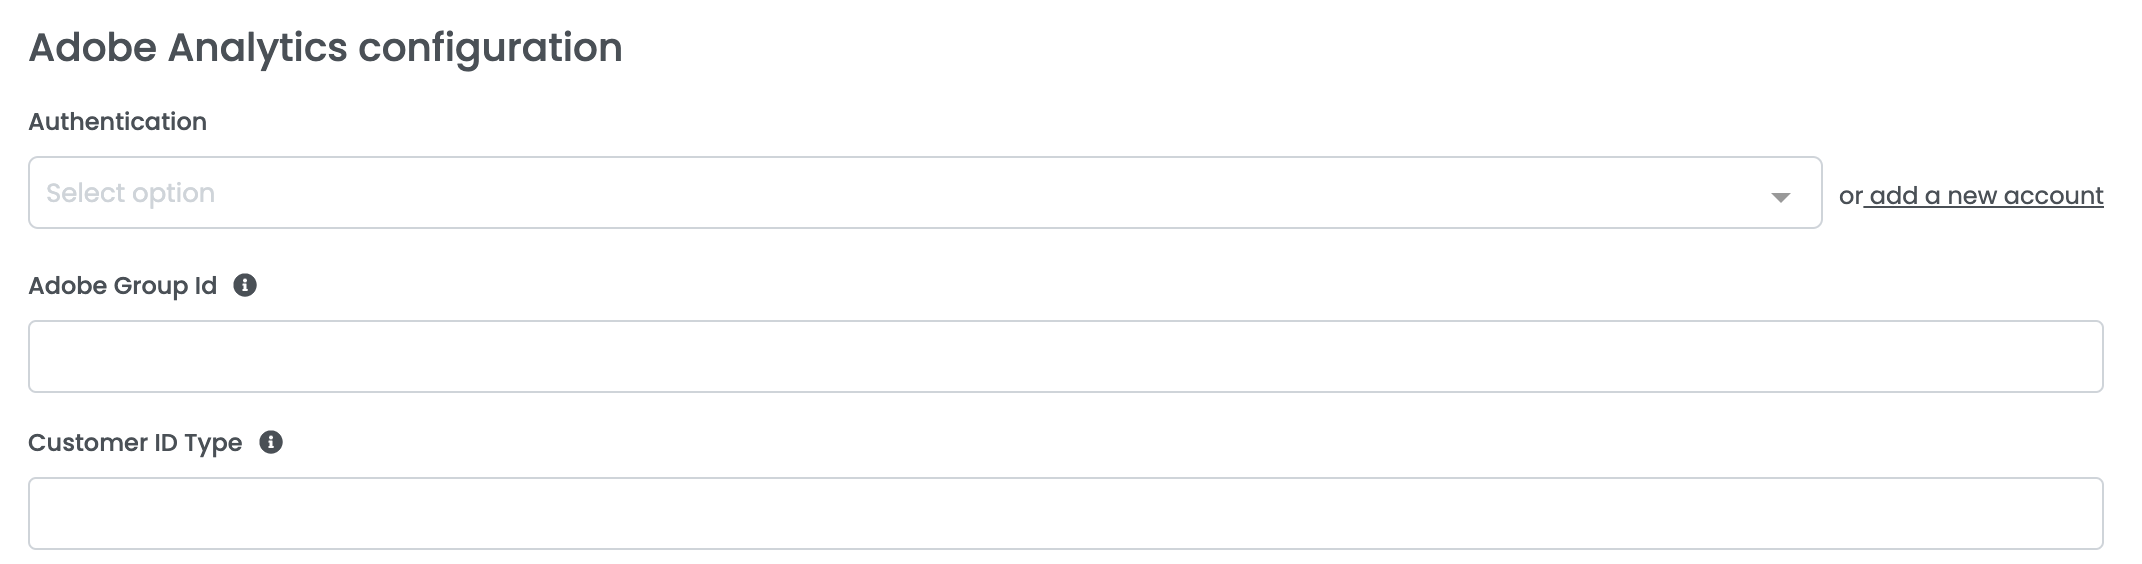 Adobe Analytics configuration
Authentication
Select option
or add a new account
Adobe Group Id
Customer ID Type